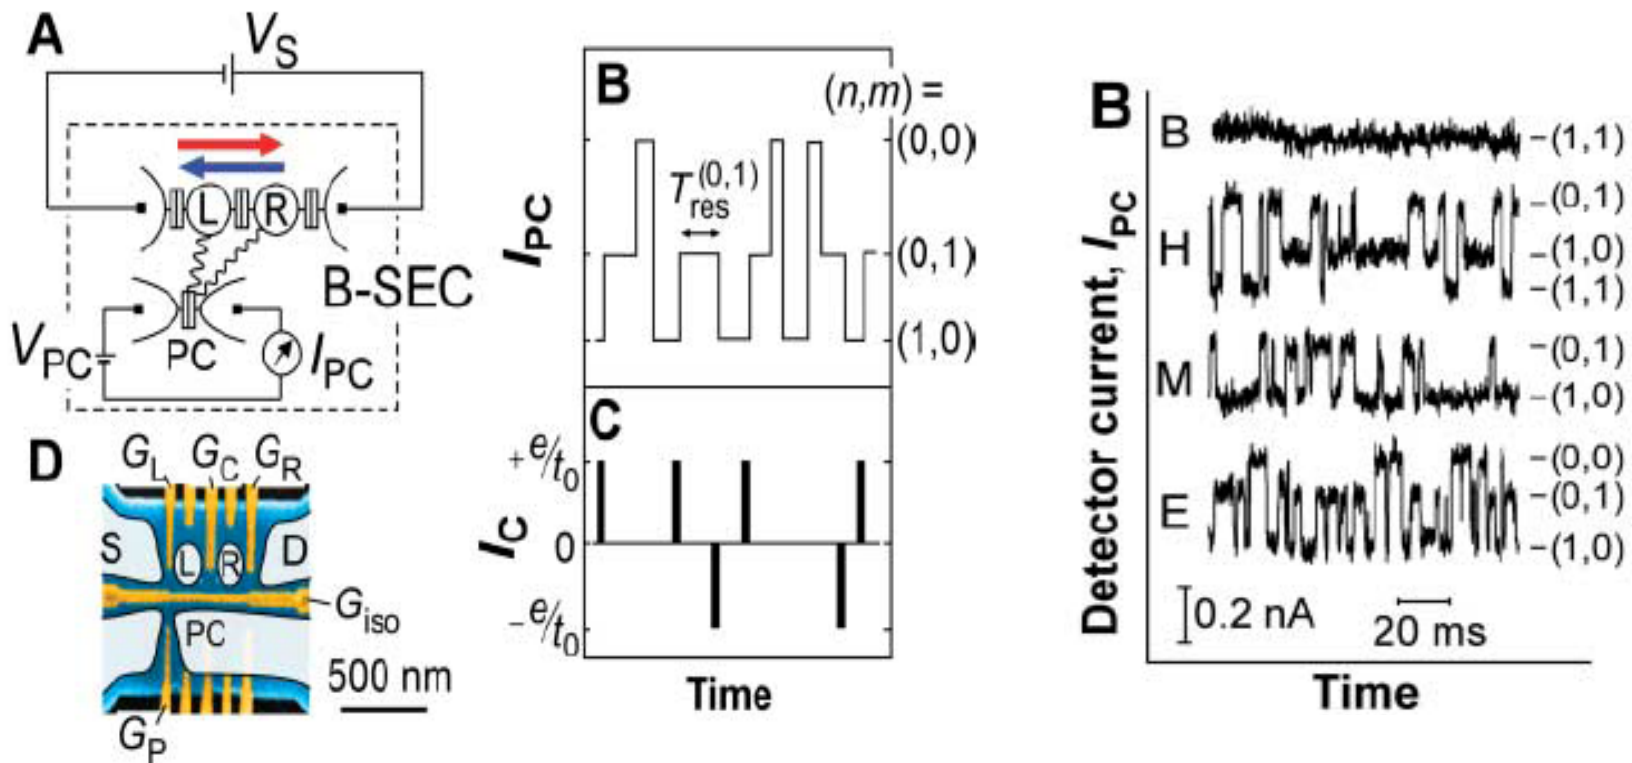 A
V_S
L
R
B-SEC
V_PC
PC
I_PC
B
(n,m) =
(0,0)
T_res^(0,1)
I_PC
(0,1)
(1,0)
C
+e/t_0
I_C
0
-e/t_0
Time
D
G_L G_C G_R
S
L
R
D
G_iso
PC
500 nm
G_P
B
Detector current, I_PC
B
(1,1)
H
(0,1)
(1,0)
(1,1)
M
(0,1)
(1,0)
E
(0,0)
(0,1)
(1,0)
0.2 nA
20 ms
Time